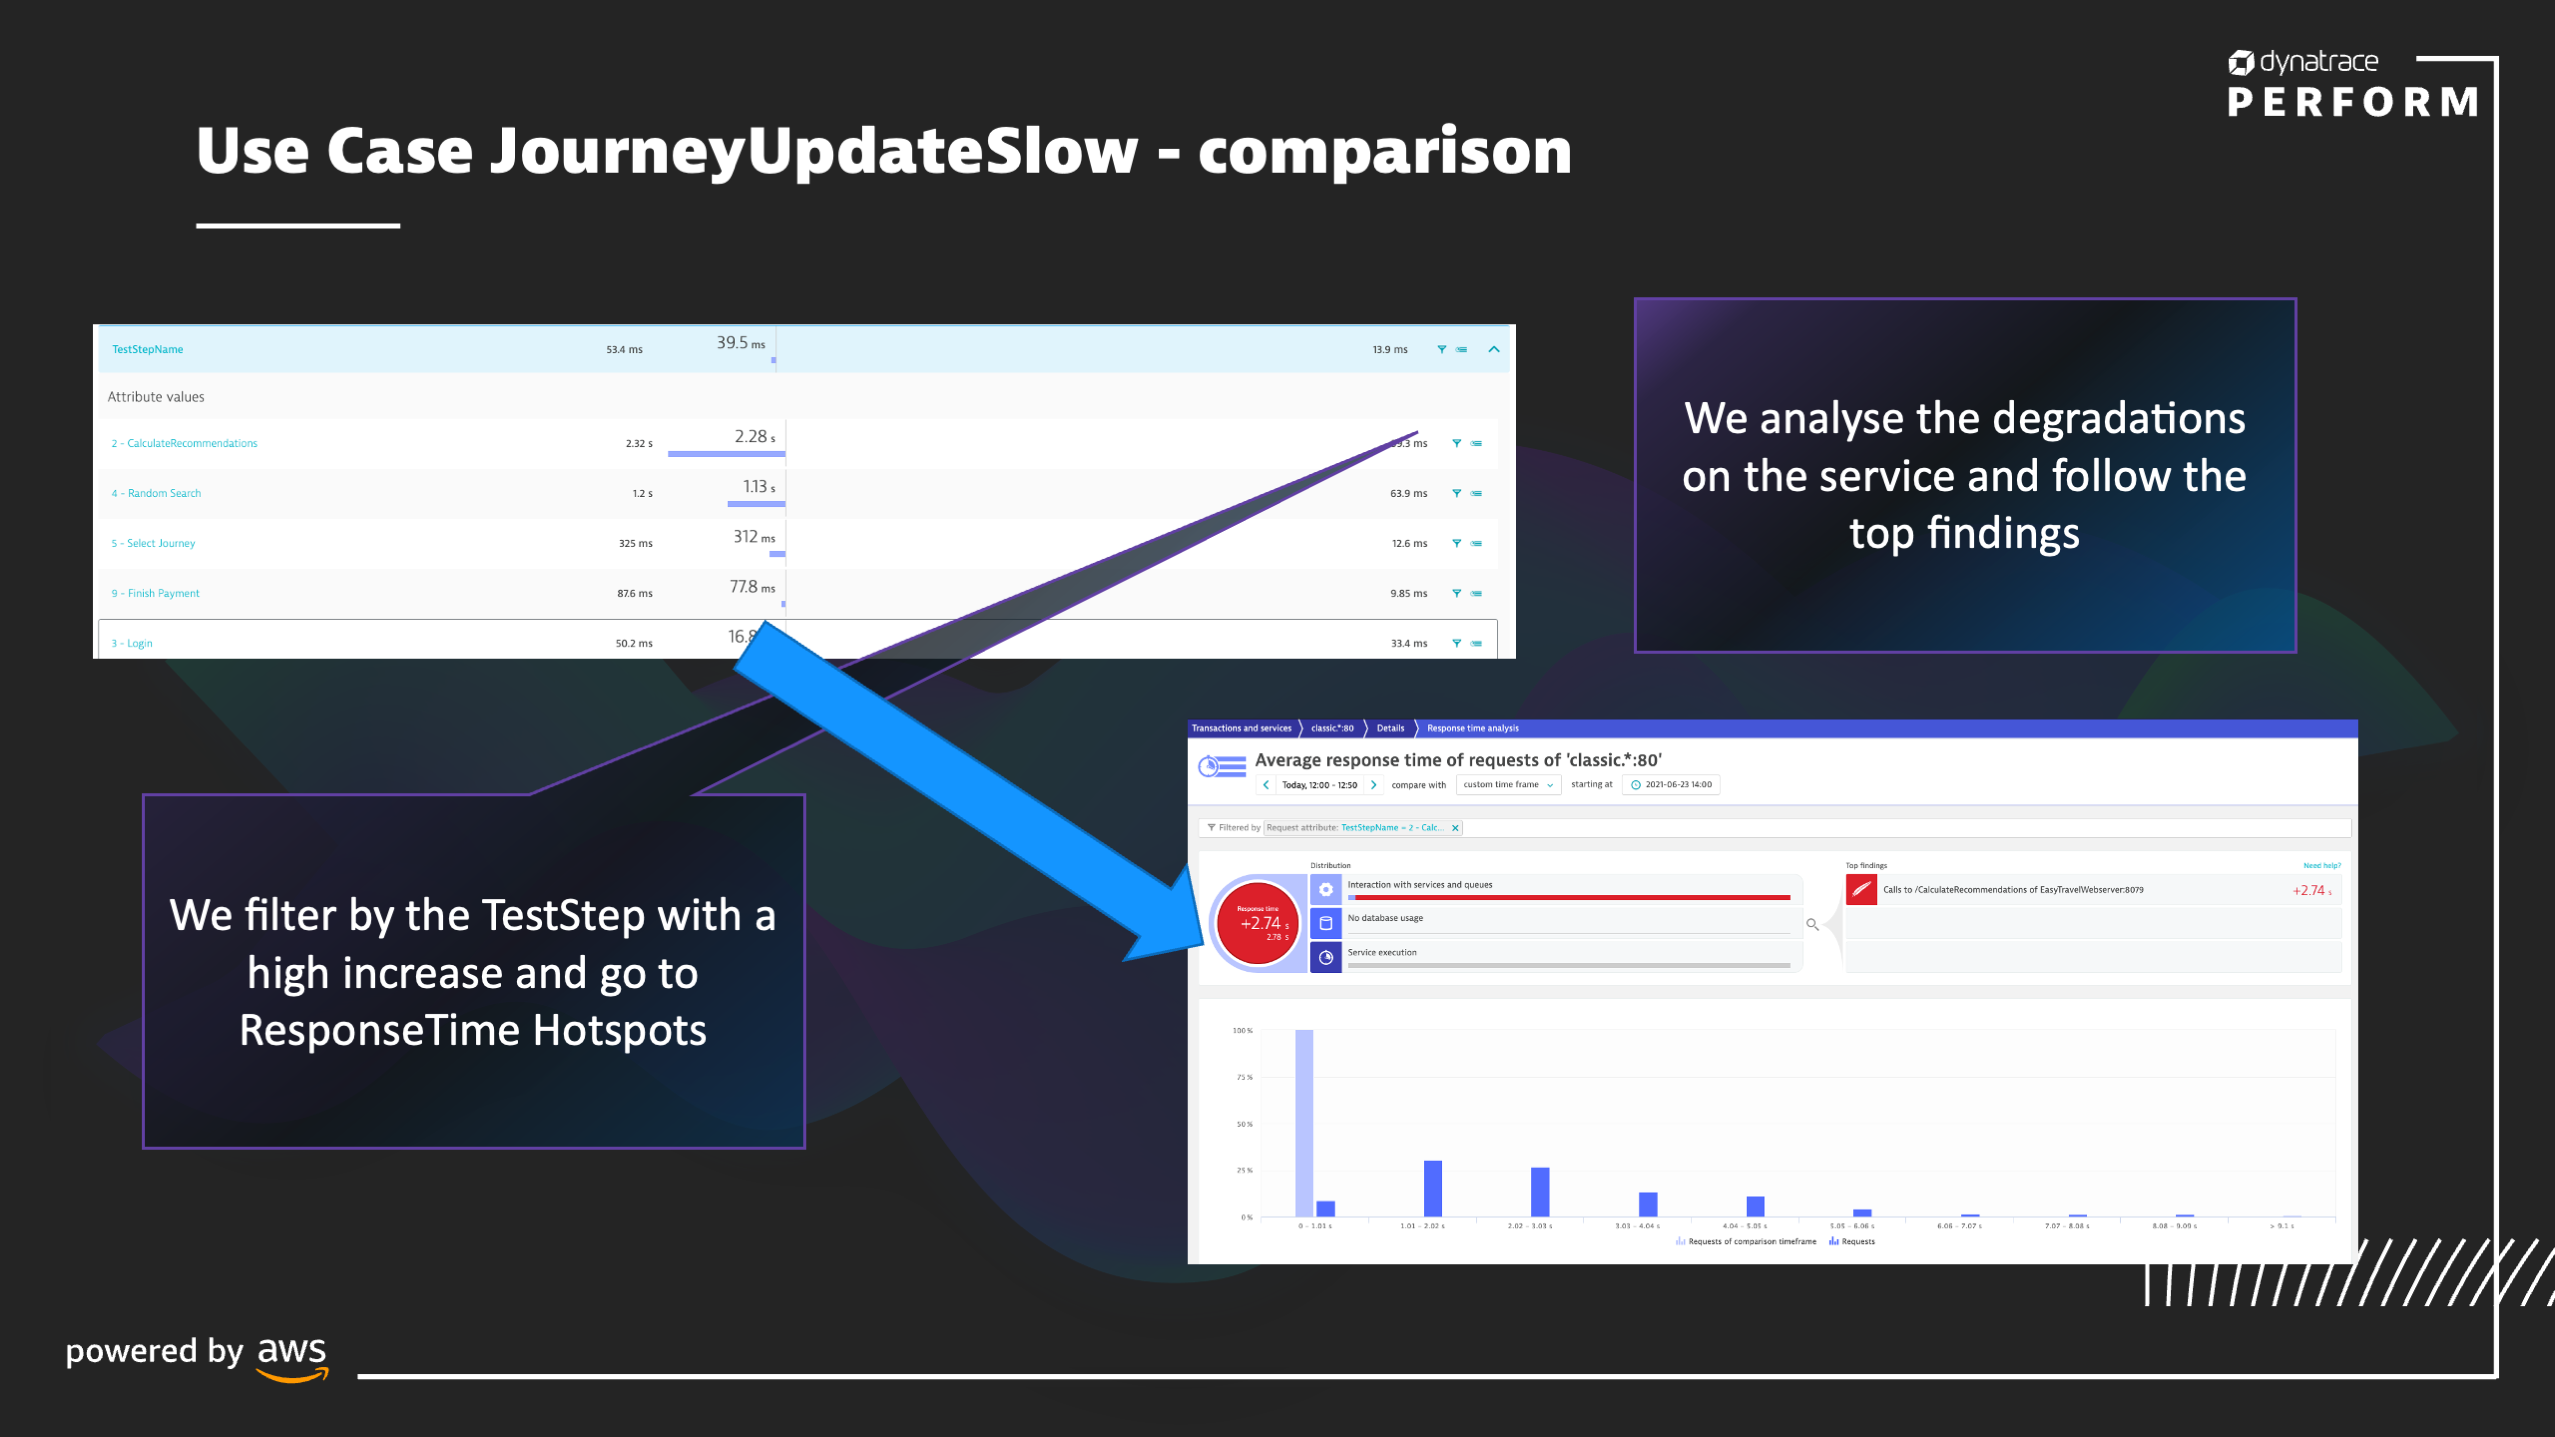 dynatrace
PERFORM
Use Case JourneyUpdateSlow - comparison
TestStepName 53.4 ms 39.5 ms 13.9 ms
Attribute values
2 - CalculateRecommendations 2.32 s 2.28 s ms
4 - Random Search 1.2 s 1.13 s 63.9 ms
5 - Select Journey 325 ms 312 ms 12.6 ms
9 - Finish Payment 87.6 ms 77.8 ms 9.85 ms
3 - Login 50.2 ms 16.8 33.4 ms
We analyse the degradations
on the service and follow the
top findings
We filter by the TestStep with a
high increase and go to
ResponseTime Hotspots
Transactions and services classic.*:80 Details Response time analysis
Average response time of requests of 'classic.*:80'
Today, 12:00 - 12:50 compare with custom time frame starting at 2021-06-23 14:00
Filtered by Request attribute: TestStepName = 2 - Calc...
Distribution
Response time
+2.74 s
2.78 s
Interaction with services and queues
No database usage
Service execution
Top findings Need help?
Calls to /CalculateRecommendations of EasyTravelWebserver:8079 +2.74 s
100 %
75 %
50 %
25 %
0 %
0 - 1.01 s 1.01 - 2.02 s 2.02 - 3.03 s 3.03 - 4.04 s 4.04 - 5.05 s 5.05 - 6.06 s 6.06 - 7.07 s 7.07 - 8.08 s 8.08 - 9.09 s > 9.1 s
Requests of comparison timeframe Requests
powered by aws